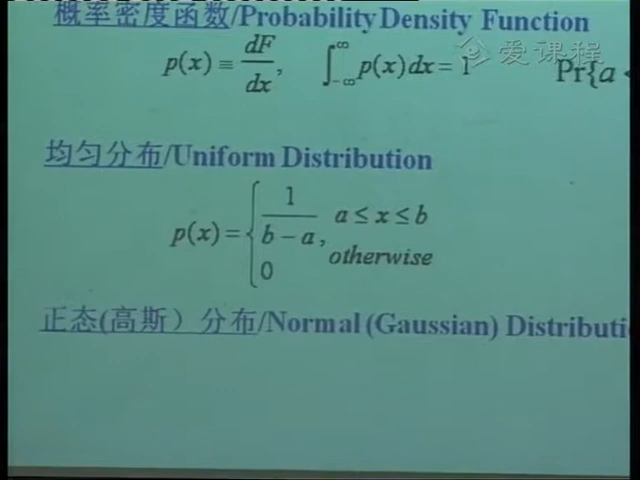 概率密度函数/Probability Density Function
p(x) ≡ dF/dx, ∫_{-∞}^{∞} p(x)dx = 1 Pr{a <
爱课程
均匀分布/Uniform Distribution
p(x) = { 1/(b − a), a ≤ x ≤ b
0 otherwise
正态(高斯）分布/Normal (Gaussian) Distributi